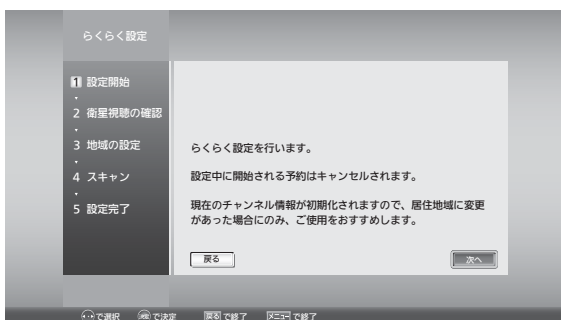 らくらく設定
1 設定開始
2 衛星視聴の確認
3 地域の設定
4 スキャン
5 設定完了
らくらく設定を行います。
設定中に開始される予約はキャンセルされます。
現在のチャンネル情報が初期化されますので、居住地域に変更
があった場合にのみ、ご使用をおすすめします。
戻る 次へ
で選択 で決定 戻る で終了 メニュー で終了